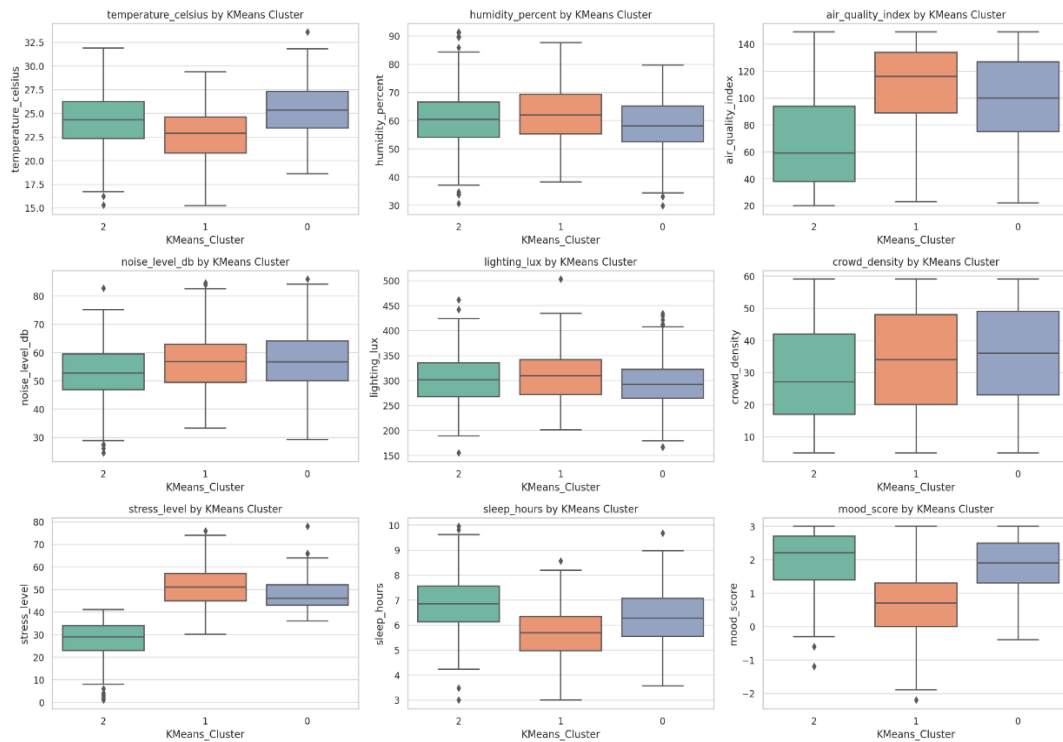 temperature_celsius by KMeans Cluster
temperature_celsius
32.5
30.0
27.5
25.0
22.5
20.0
17.5
15.0
2 1 0
KMeans_Cluster
humidity_percent by KMeans Cluster
humidity_percent
90
80
70
60
50
40
30
2 1 0
KMeans_Cluster
air_quality_index by KMeans Cluster
air_quality_index
140
120
100
80
60
40
20
2 1 0
KMeans_Cluster
noise_level_db by KMeans Cluster
noise_level_db
80
70
60
50
40
30
2 1 0
KMeans_Cluster
lighting_lux by KMeans Cluster
lighting_lux
500
450
400
350
300
250
200
150
2 1 0
KMeans_Cluster
crowd_density by KMeans Cluster
crowd_density
60
50
40
30
20
10
2 1 0
KMeans_Cluster
stress_level by KMeans Cluster
stress_level
80
70
60
50
40
30
20
10
0
2 1 0
KMeans_Cluster
sleep_hours by KMeans Cluster
sleep_hours
10
9
8
7
6
5
4
3
2 1 0
KMeans_Cluster
mood_score by KMeans Cluster
mood_score
3
2
1
0
−1
−2
2 1 0
KMeans_Cluster